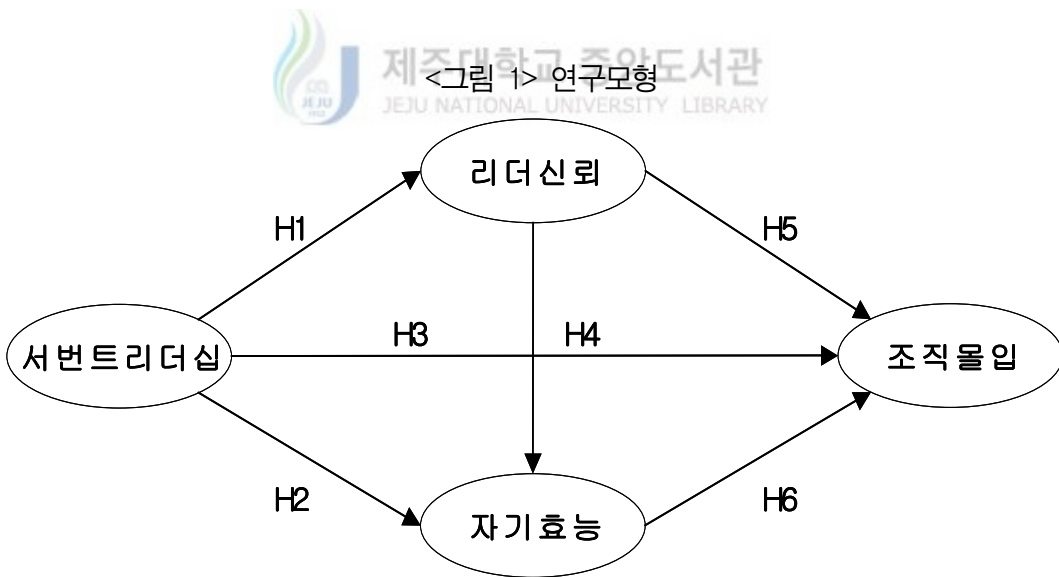 제주대학교 중앙도서관
<그림 1> 연구모형
JEJU NATIONAL UNIVERSITY LIBRARY
JEJU
1952
리더신뢰
H1
H5
서번트리더십
H3
H4
조직몰입
H2
H6
자기효능